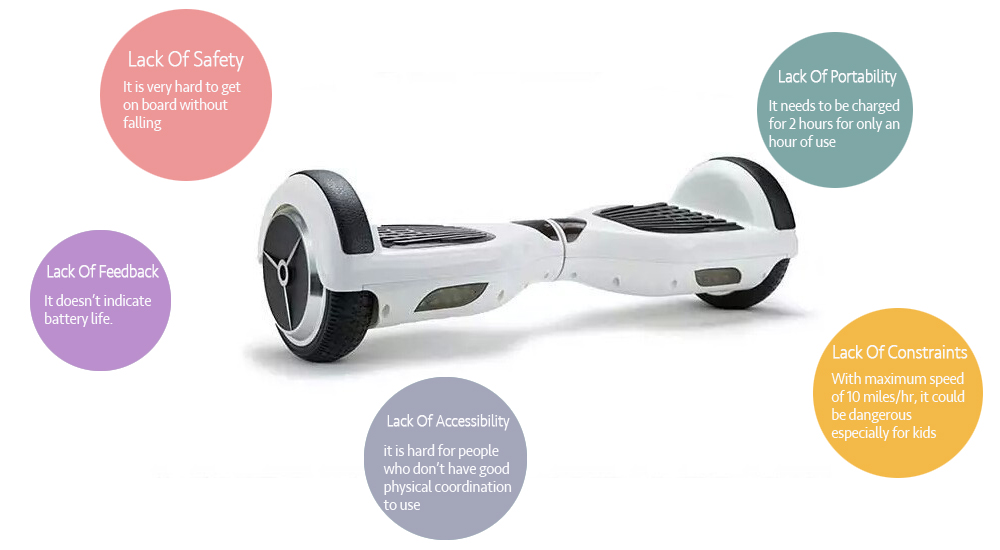 Lack Of Safety
It is very hard to get
on board without
falling
Lack Of Portability
It needs to be charged
for 2 hours for only an
hour of use
Lack Of Feedback
It doesn’t indicate
battery life.
Lack Of Constraints
With maximum speed
of 10 miles/hr, it could
be dangerous
especially for kids
Lack Of Accessibility
it is hard for people
who don’t have good
physical coordination
to use